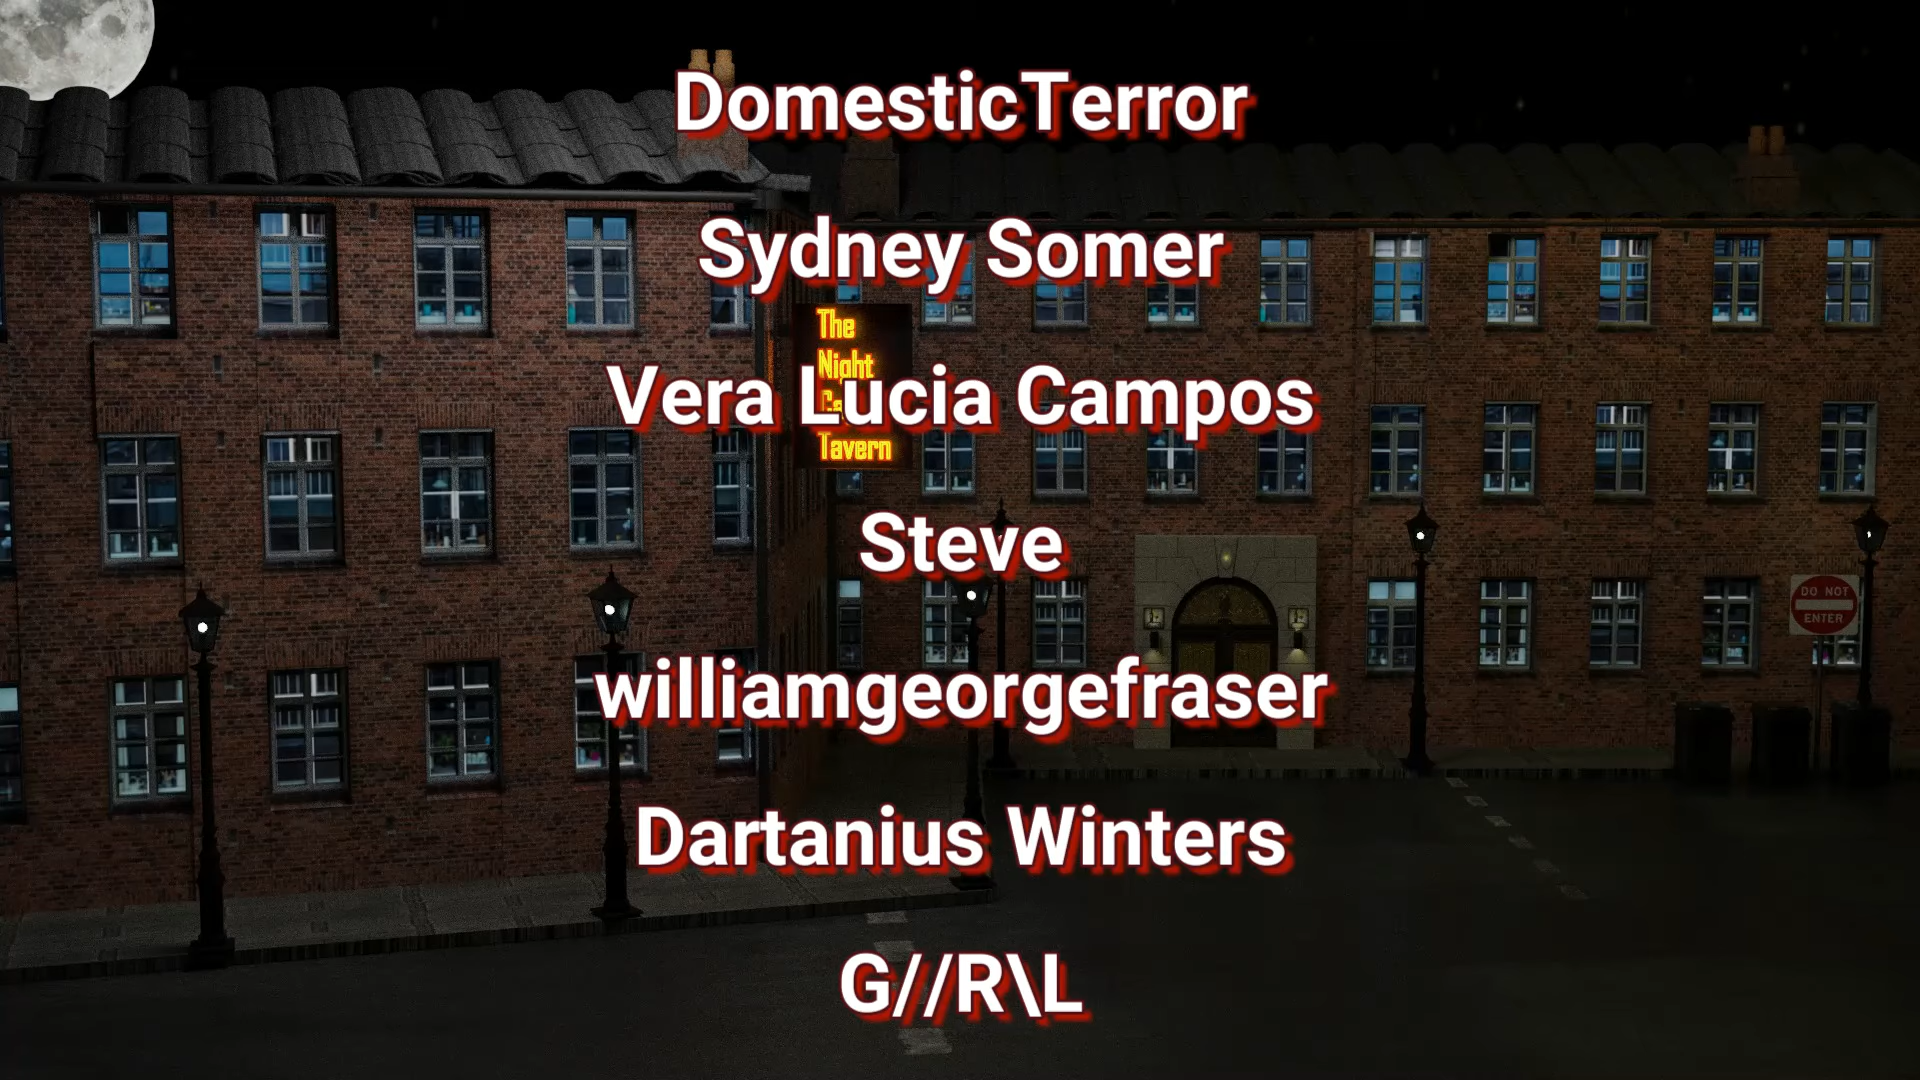 DomesticTerror
Sydney Somer
The
Night
Vera Lucia Campos
Tavern
Steve
DO NOT
ENTER
williamgeorgefraser
Dartanius Winters
G//R\L